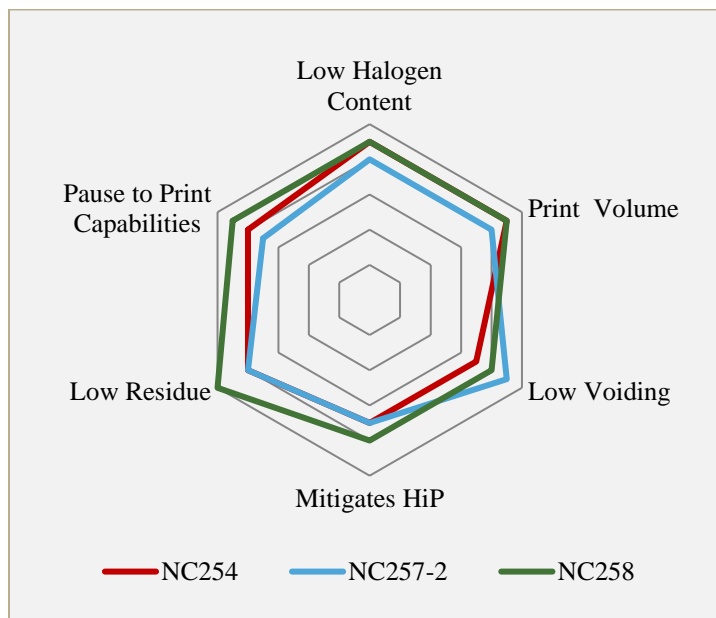 Low Halogen
Content
Pause to Print
Capabilities
Print Volume
Low Residue
Low Voiding
Mitigates HiP
NC254
NC257-2
NC258